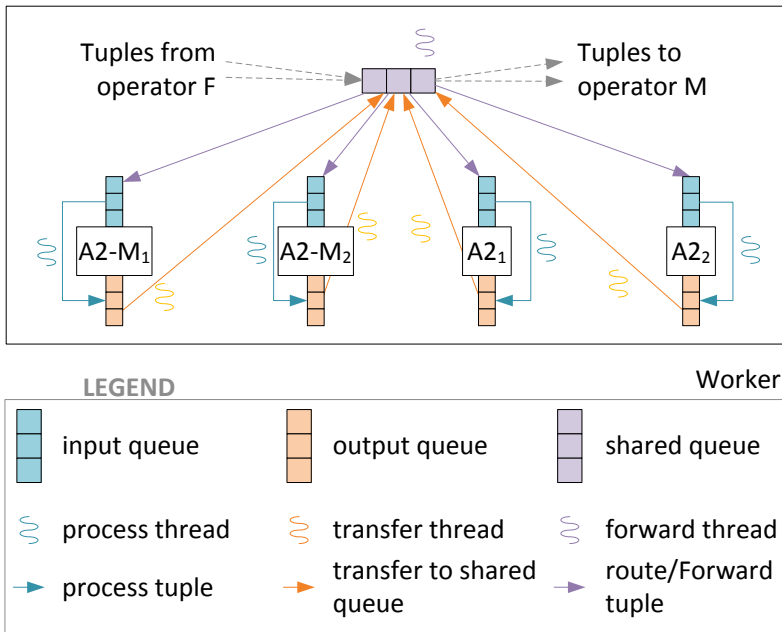 Tuples from
operator F
Tuples to
operator M
A2-M1
A2-M2
A21
A22
Worker
LEGEND
input queue
output queue
shared queue
process thread
transfer thread
forward thread
process tuple
transfer to shared
queue
route/Forward
tuple